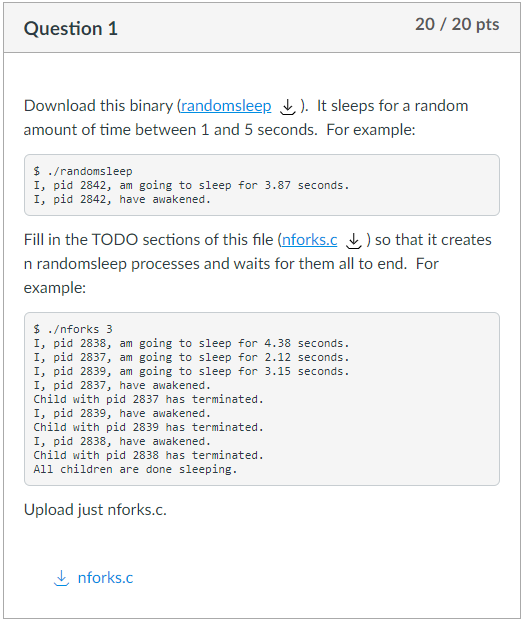 Question 1
20 / 20 pts
Download this binary (randomsleep ). It sleeps for a random
amount of time between 1 and 5 seconds. For example:
$ ./randomsleep
I, pid 2842, am going to sleep for 3.87 seconds.
I, pid 2842, have awakened.
Fill in the TODO sections of this file (nforks.c ) so that it creates
n randomsleep processes and waits for them all to end. For
example:
$ ./nforks 3
I, pid 2838, am going to sleep for 4.38 seconds.
I, pid 2837, am going to sleep for 2.12 seconds.
I, pid 2839, am going to sleep for 3.15 seconds.
I, pid 2837, have awakened.
Child with pid 2837 has terminated.
I, pid 2839, have awakened.
Child with pid 2839 has terminated.
I, pid 2838, have awakened.
Child with pid 2838 has terminated.
All children are done sleeping.
Upload just nforks.c.
nforks.c